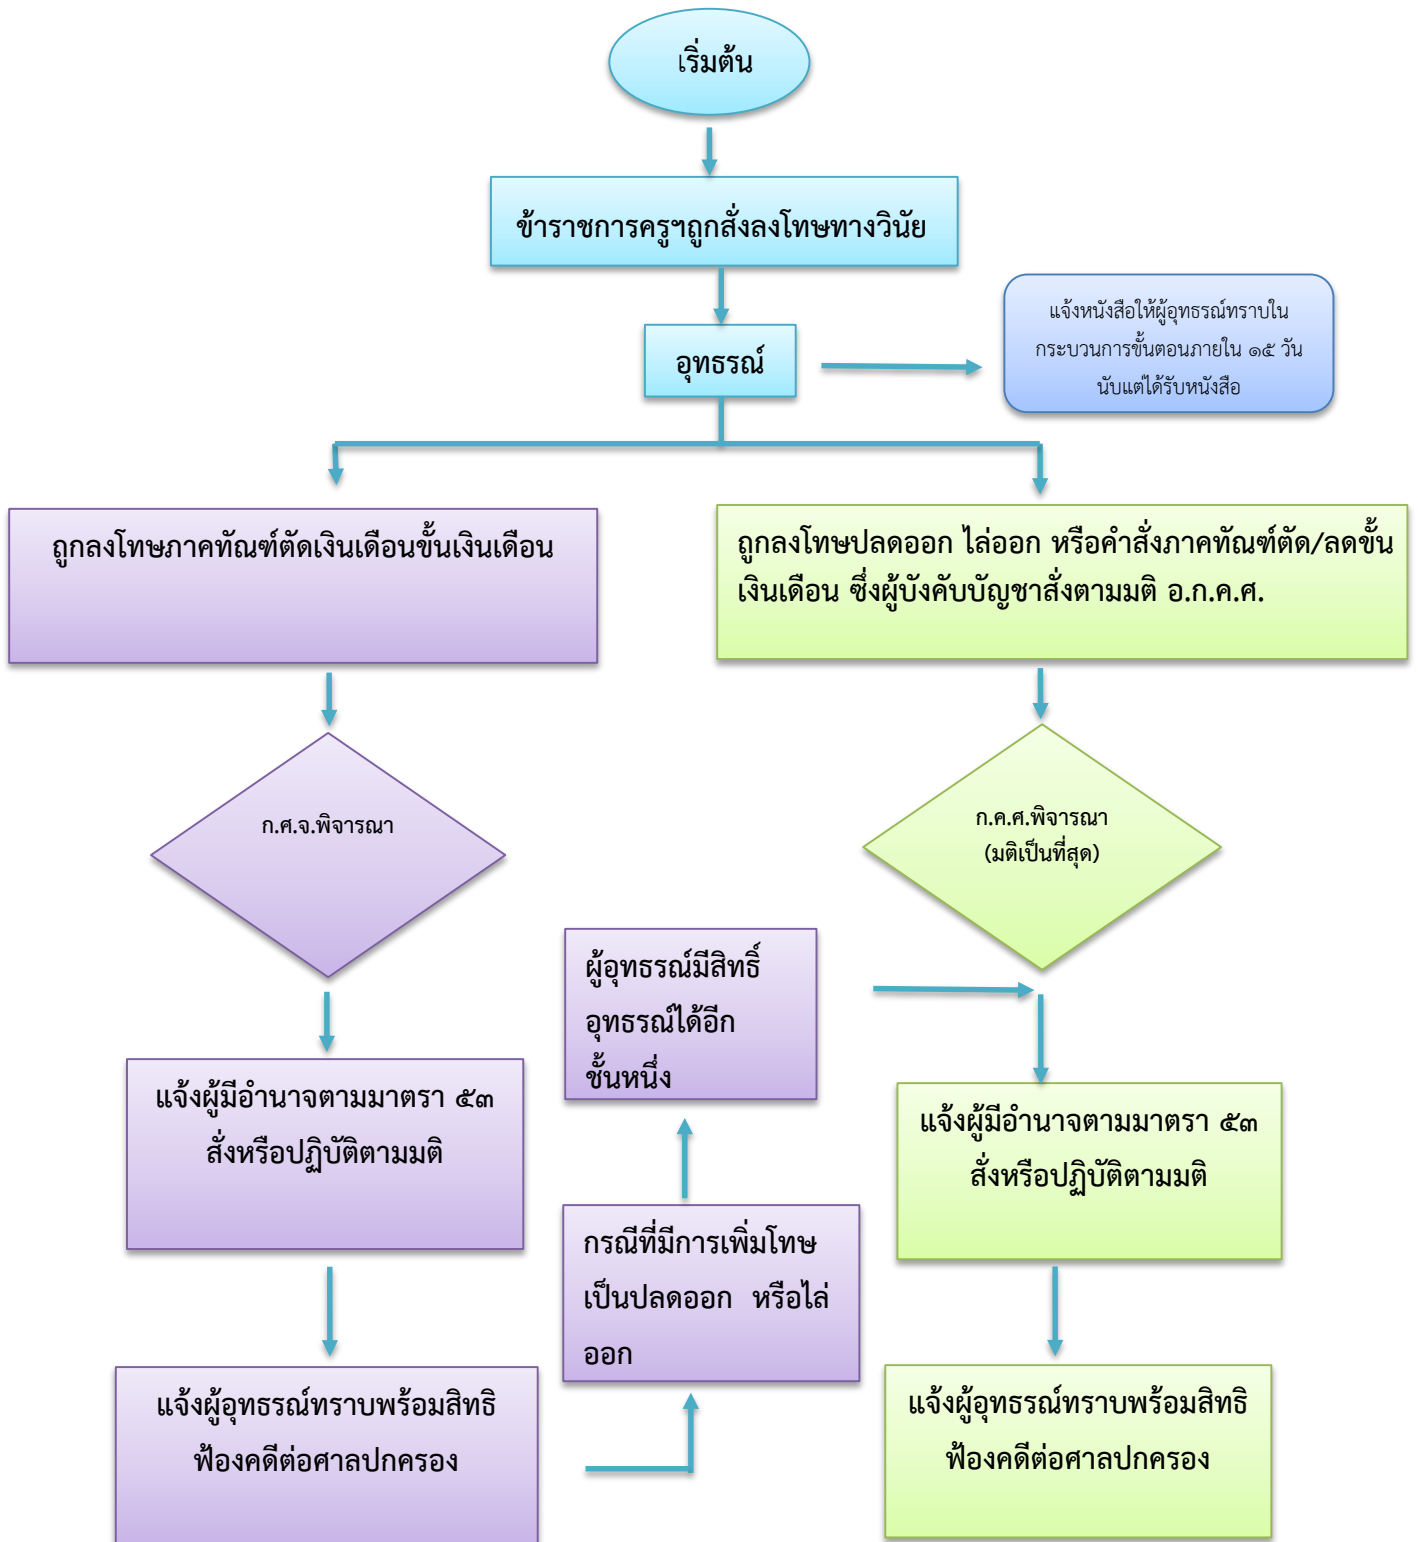 เริ่มต้น
ข้าราชการครูฯถูกสั่งลงโทษทางวินัย
อุทธรณ์
แจ้งหนังสือให้ผู้อุทธรณ์ทราบใน
กระบวนการขั้นตอนภายใน ๑๕ วัน
นับแต่ได้รับหนังสือ
ถูกลงโทษภาคทัณฑ์ตัดเงินเดือนขั้นเงินเดือน
ถูกลงโทษปลดออก ไล่ออก หรือคำสั่งภาคทัณฑ์ตัด/ลดขั้น
เงินเดือน ซึ่งผู้บังคับบัญชาสั่งตามมติ อ.ก.ค.ศ.
ก.ศ.จ.พิจารณา
ก.ค.ศ.พิจารณา
(มติเป็นที่สุด)
ผู้อุทธรณ์มีสิทธิ์
อุทธรณ์ได้อีก
ชั้นหนึ่ง
แจ้งผู้มีอำนาจตามมาตรา ๕๓
สั่งหรือปฏิบัติตามมติ
แจ้งผู้มีอำนาจตามมาตรา ๕๓
สั่งหรือปฏิบัติตามมติ
กรณีที่มีการเพิ่มโทษ
เป็นปลดออก หรือไล่
ออก
แจ้งผู้อุทธรณ์ทราบพร้อมสิทธิ
ฟ้องคดีต่อศาลปกครอง
แจ้งผู้อุทธรณ์ทราบพร้อมสิทธิ
ฟ้องคดีต่อศาลปกครอง